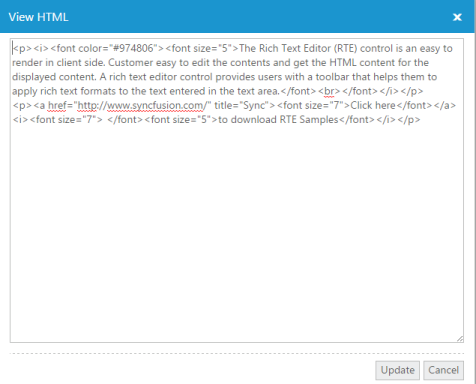 View HTML
<p><i><font color="#974806"><font size="5">The Rich Text Editor (RTE) control is an easy to
render in client side. Customer easy to edit the contents and get the HTML content for the
displayed content. A rich text editor control provides users with a toolbar that helps them to
apply rich text formats to the text entered in the text area.</font><br></font></i></p>
<p><a href="http://www.syncfusion.com/" title="Sync"><font size="7">Click here</font></a>
<i><font size="7"> </font><font size="5">to download RTE Samples</font></i></p>
Update Cancel